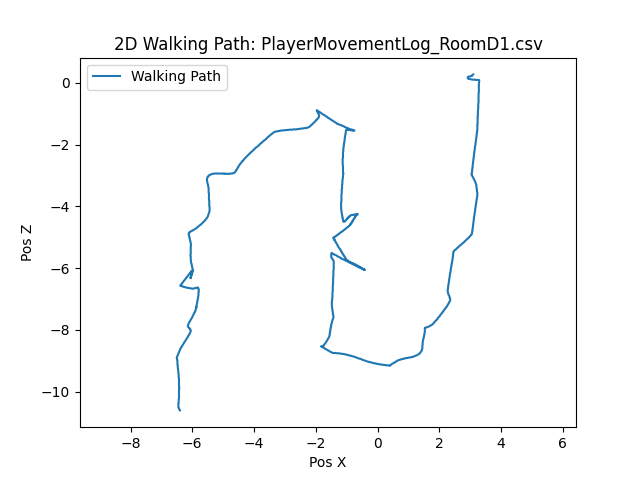 2D Walking Path: PlayerMovementLog_RoomD1.csv
Walking Path
0
−2
−4
−6
−8
−10
Pos Z
−8 −6 −4 −2 0 2 4 6
Pos X